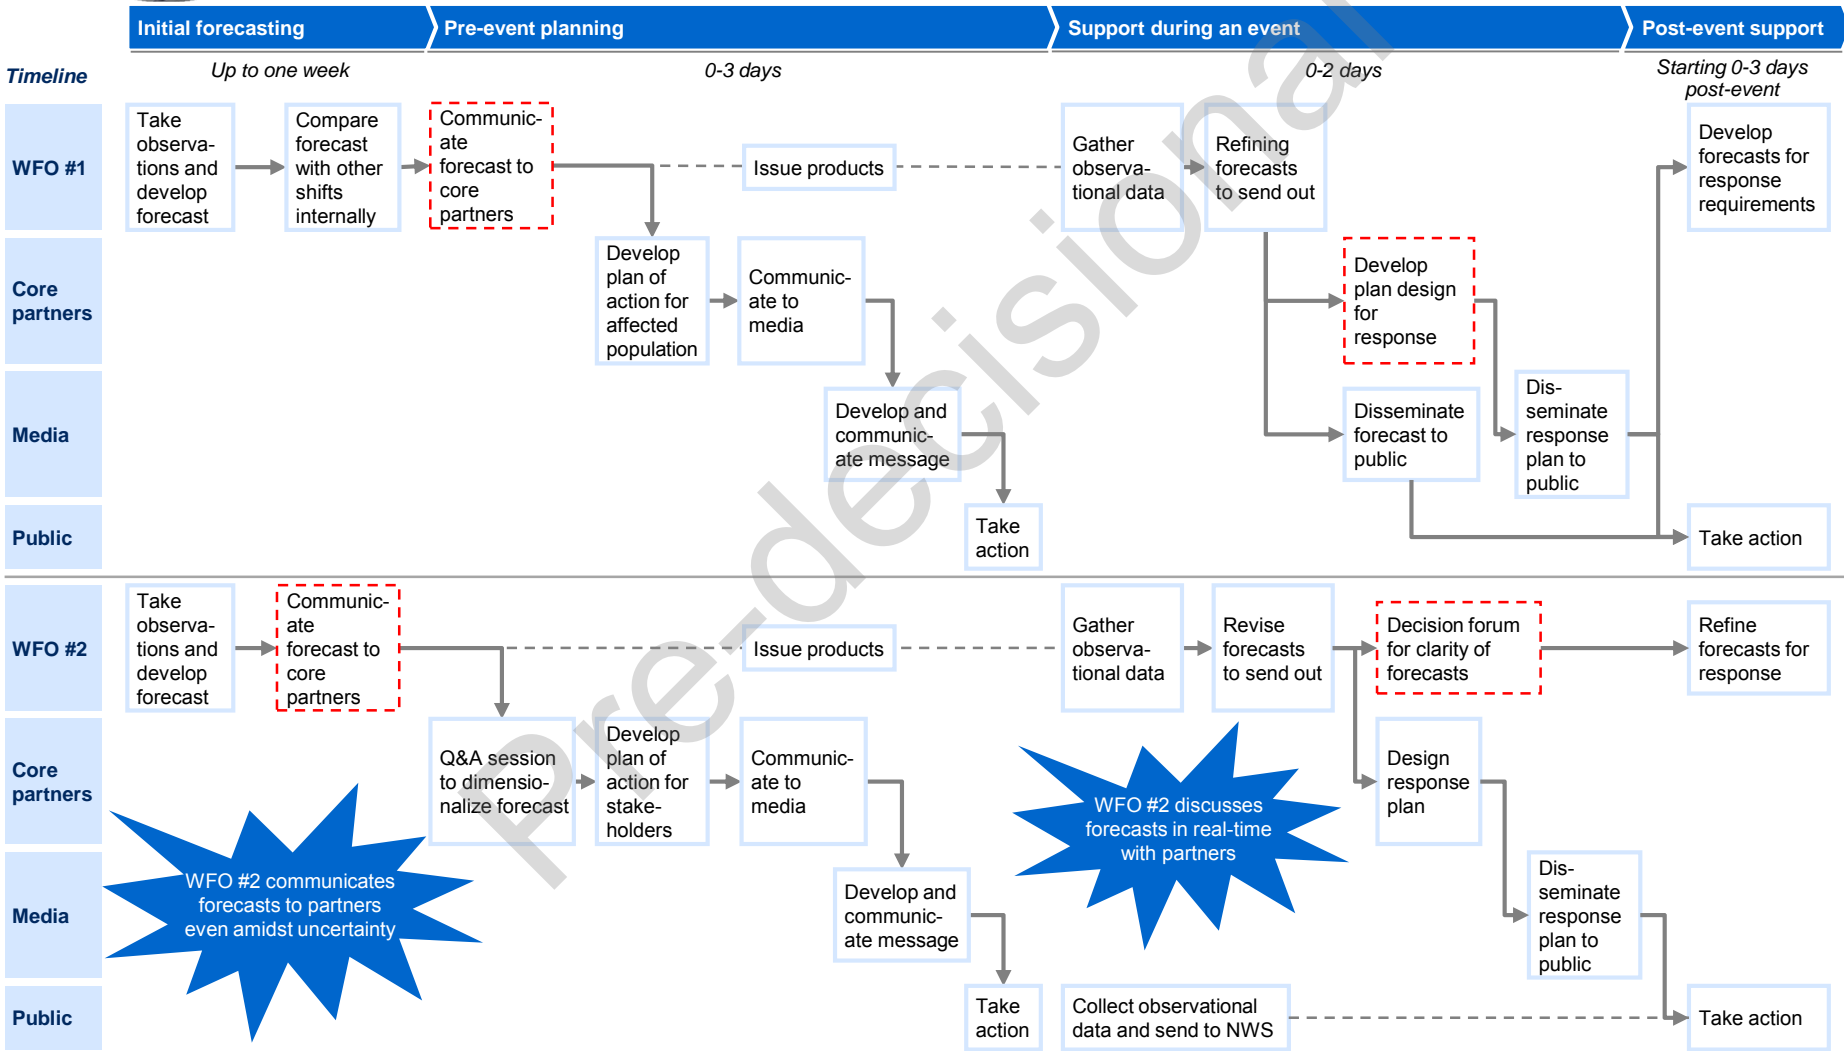 Initial forecasting
Pre-event planning
Support during an event
Post-event support
Timeline
Up to one week
0-3 days
0-2 days
Starting 0-3 days
post-event
WFO #1
Take
observa-
tions and
develop
forecast
Compare
forecast
with other
shifts
internally
Communic-
ate
forecast to
core
partners
Issue products
Gather
observa-
tional data
Refining
forecasts
to send out
Develop
forecasts for
response
requirements
Core
partners
Develop
plan of
action for
affected
population
Communic-
ate to
media
Develop
plan design
for
response
Media
Develop and
communic-
ate message
Disseminate
forecast to
public
Dis-
seminate
response
plan to
public
Public
Take
action
Take action
WFO #2
Take
observa-
tions and
develop
forecast
Communic-
ate
forecast to
core
partners
Issue products
Gather
observa-
tional data
Revise
forecasts
to send out
Decision forum
for clarity of
forecasts
Refine
forecasts for
response
Core
partners
Q&A session
to dimensio-
nalize forecast
Develop
plan of
action for
stake-
holders
Communic-
ate to
media
WFO #2 discusses
forecasts in real-time
with partners
Design
response
plan
Media
WFO #2 communicates
forecasts to partners
even amidst uncertainty
Develop and
communic-
ate message
Dis-
seminate
response
plan to
public
Public
Take
action
Collect observational
data and send to NWS
Take action
Pre-decisional